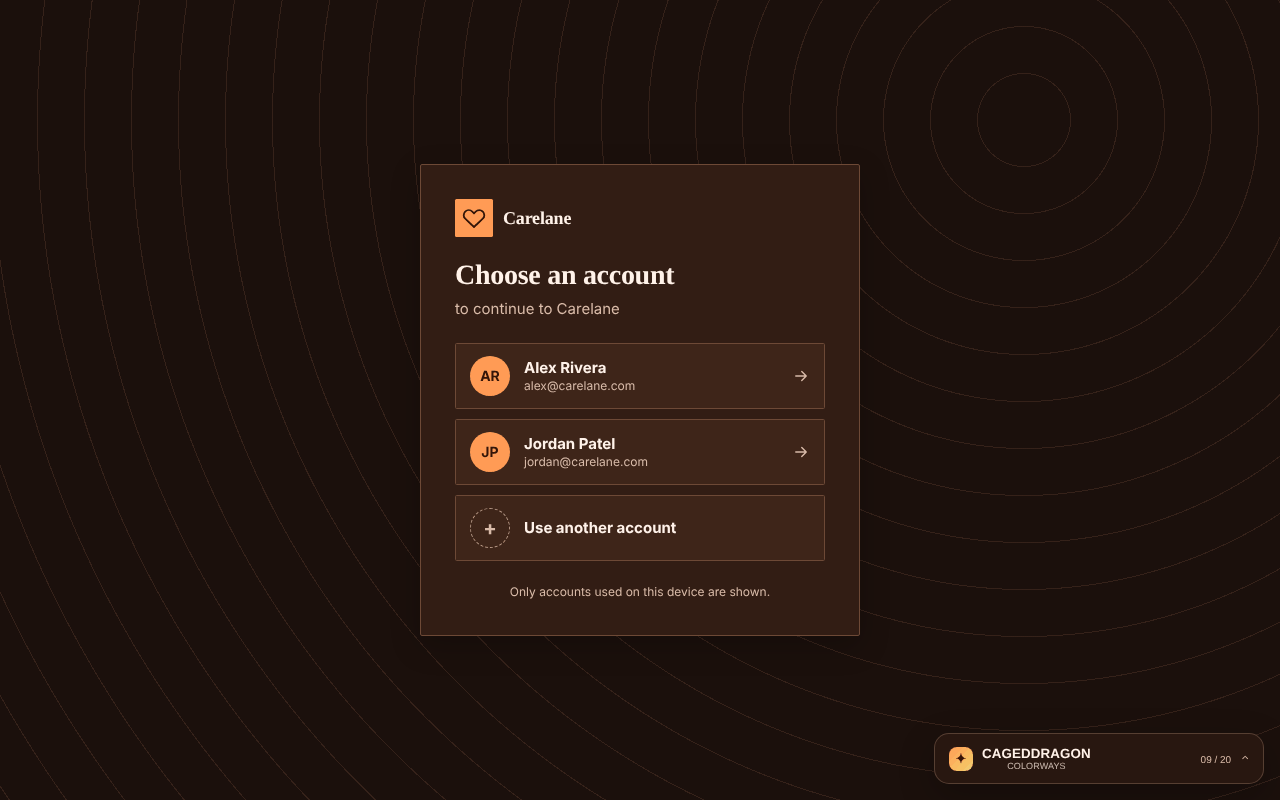 Carelane
Choose an account
to continue to Carelane
AR
Alex Rivera
alex@carelane.com
JP
Jordan Patel
jordan@carelane.com
+
Use another account
Only accounts used on this device are shown.
CAGEDDRAGON
COLORWAYS
09 / 20